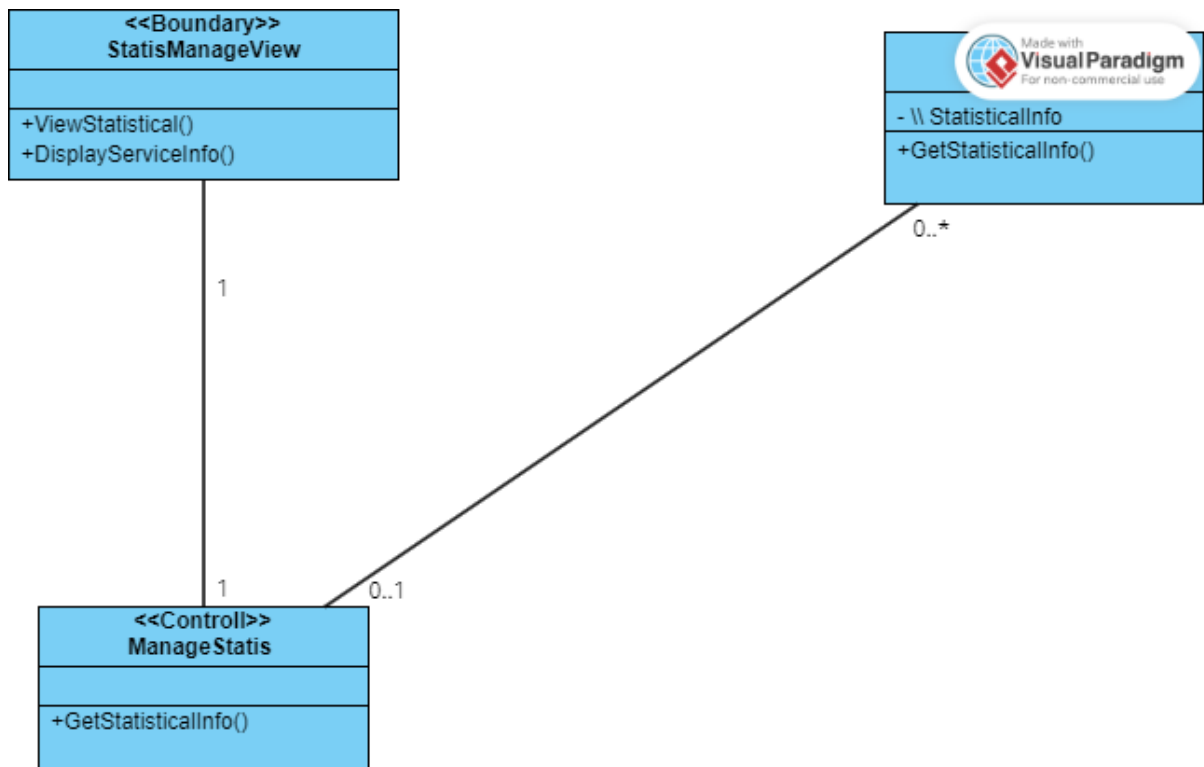 <<Boundary>>
StatisManageView
+ViewStatistical()
+DisplayServiceInfo()
Made with
Visual Paradigm
For non-commercial use
- \\ StatisticalInfo
+GetStatisticalInfo()
0..*
1
1
0..1
<<Controll>>
ManageStatis
+GetStatisticalInfo()